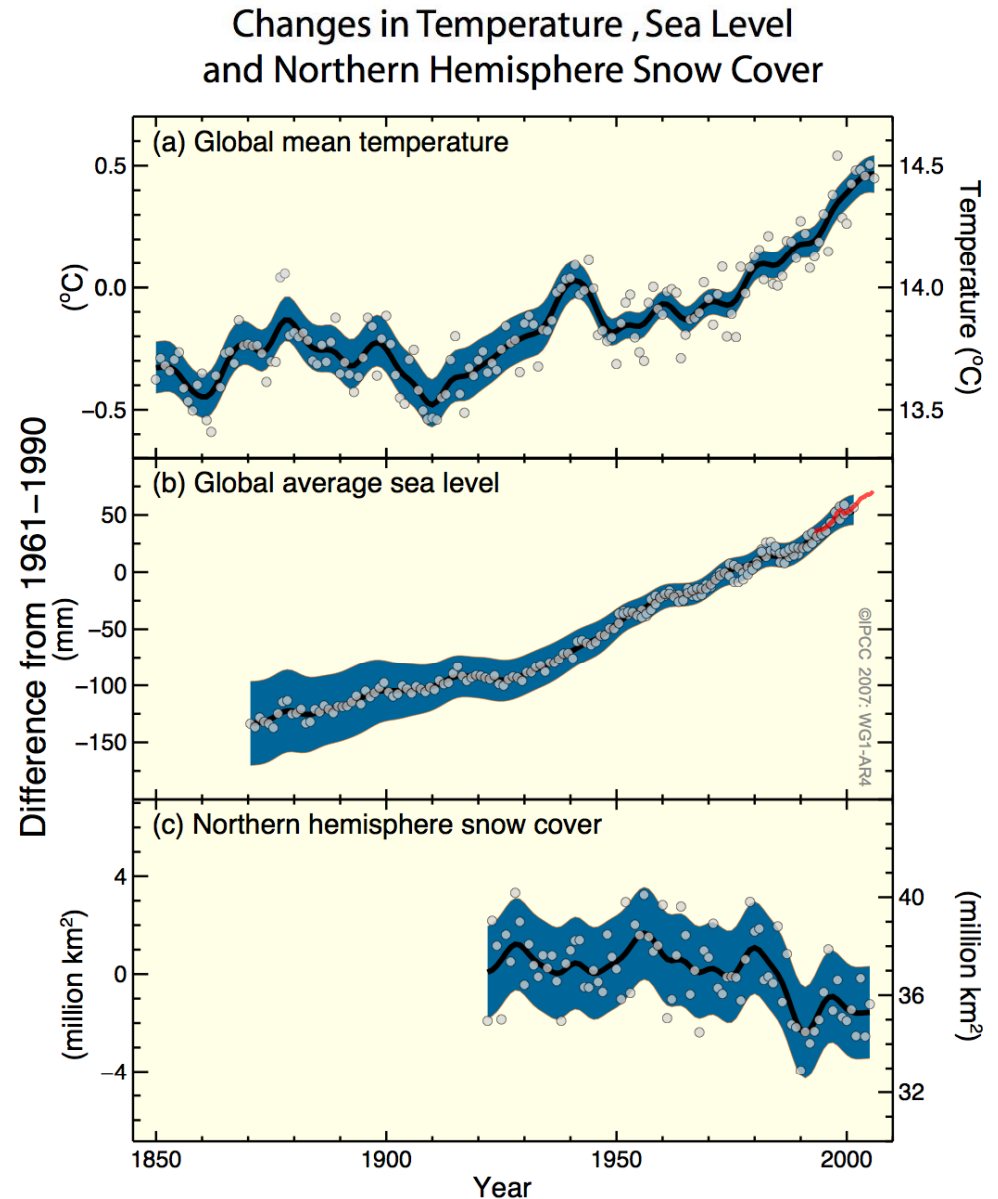 Changes in Temperature , Sea Level
and Northern Hemisphere Snow Cover
Difference from 1961–1990
(a) Global mean temperature
(°C)
0.5
0.0
−0.5
14.5
14.0
13.5
Temperature (°C)
(b) Global average sea level
(mm)
50
0
−50
−100
−150
©IPCC 2007: WG1-AR4
(c) Northern hemisphere snow cover
(million km²)
4
0
−4
40
36
32
(million km²)
1850 1900 1950 2000
Year